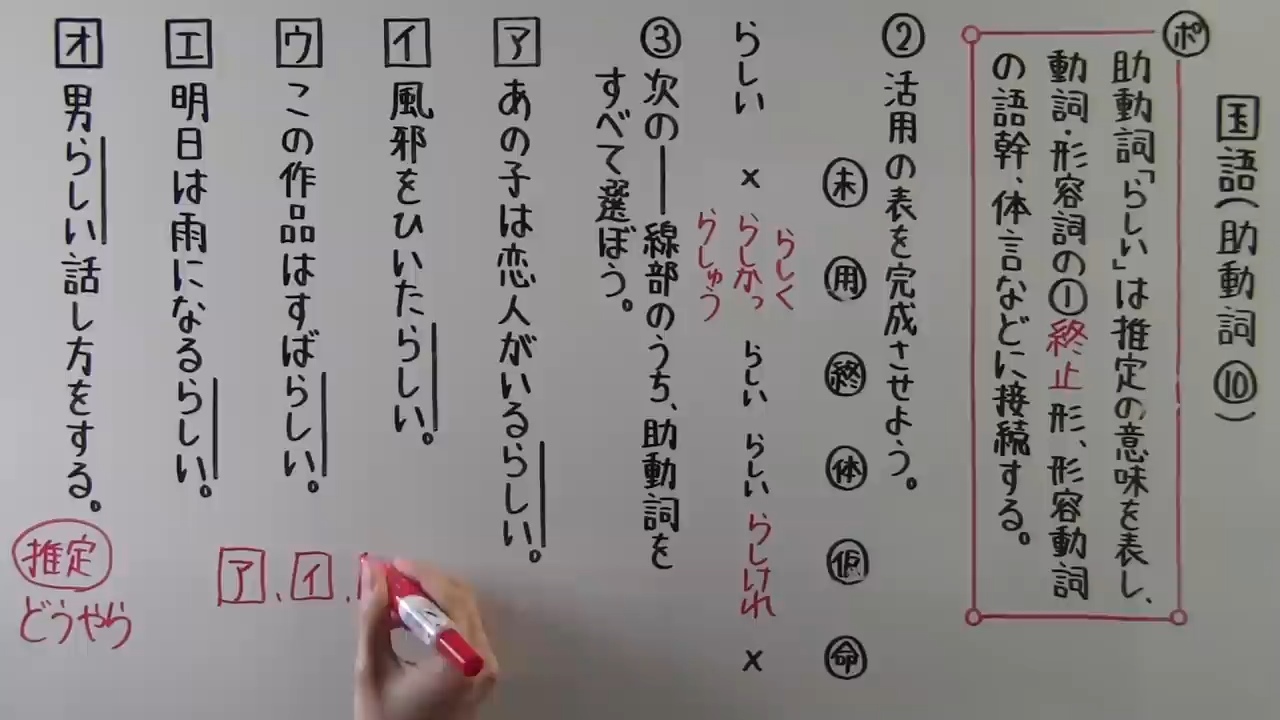 国語(助動詞⑩)
ポ
助動詞「らしい」は推定の意味を表し、
動詞・形容詞の①終止形、形容動詞
の語幹、体言などに接続する。
② 活用の表を完成させよう。
未 用 終 体 仮 命
らしい × らしく らしかっ らしゅう らしい らしい らしけれ ×
③ 次の――線部のうち、助動詞を
すべて選ぼう。
ア あの子は恋人がいるらしい。
イ 風邪をひいたらしい。
ウ この作品はすばらしい。
エ 明日は雨になるらしい。
オ 男らしい話し方をする。
ア、イ、
推定
どうやら